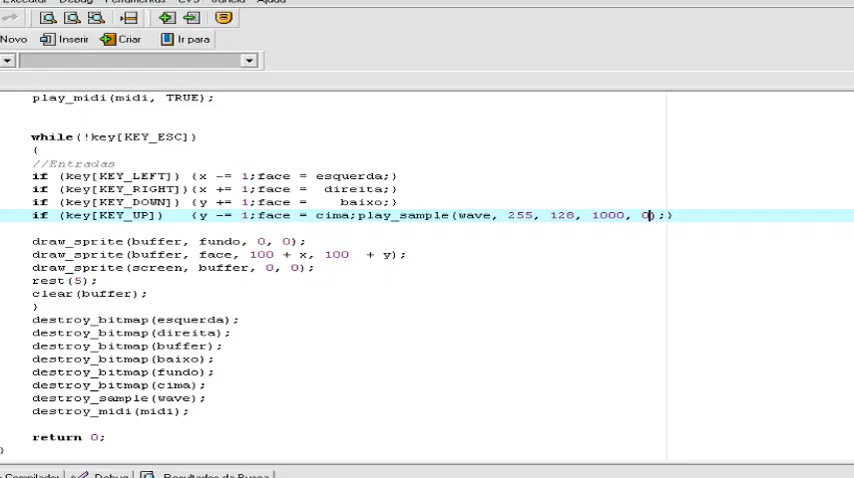 Executar Debug Ferramentas CVS Janela Ajuda
Novo Inserir Criar Ir para
play_midi(midi, TRUE);
while(!key[KEY_ESC])
{
//Entradas
if (key[KEY_LEFT]) {x -= 1;face = esquerda;}
if (key[KEY_RIGHT]){x += 1;face =  direita;}
if (key[KEY_DOWN]) {y += 1;face =    baixo;}
if (key[KEY_UP])   {y -= 1;face = cima;play_sample(wave, 255, 128, 1000, 0);;}
draw_sprite(buffer, fundo, 0, 0);
draw_sprite(buffer, face, 100 + x, 100  + y);
draw_sprite(screen, buffer, 0, 0);
rest(5);
clear(buffer);
}
destroy_bitmap(esquerda);
destroy_bitmap(direita);
destroy_bitmap(buffer);
destroy_bitmap(baixo);
destroy_bitmap(fundo);
destroy_bitmap(cima);
destroy_sample(wave);
destroy_midi(midi);
return 0;
}
Compilador Debug Resultados da Busca